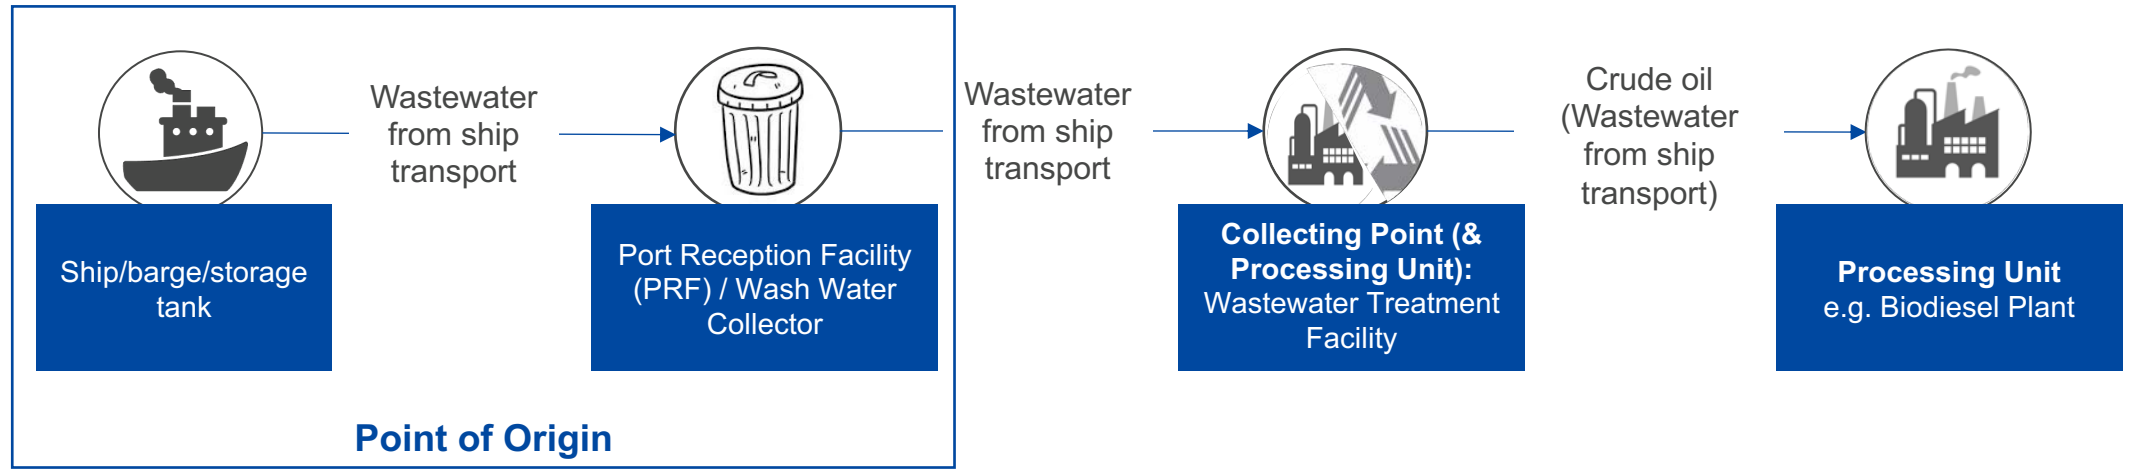 Wastewater
from ship
transport
Wastewater
from ship
transport
Crude oil
(Wastewater
from ship
transport)
Ship/barge/storage
tank
Port Reception Facility
(PRF) / Wash Water
Collector
Collecting Point (&
Processing Unit):
Wastewater Treatment
Facility
Processing Unit
e.g. Biodiesel Plant
Point of Origin